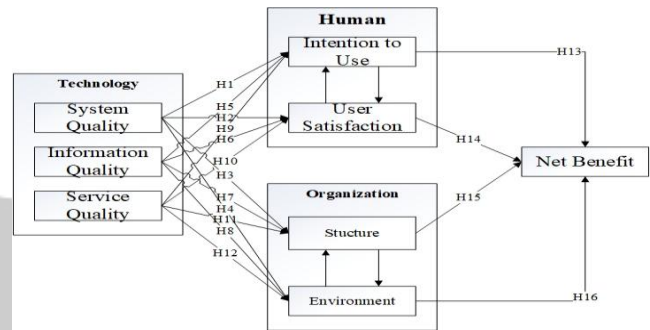 Human
Intention to
Use
H13
Technology
H1
System
Quality
H5
H2
H9
User
Satisfaction
H6
H14
Information
Quality
H10
H3
Net Benefit
Service
Quality
H7
H4
Organization
H15
H11
H8
Stucture
H12
Environment
H16